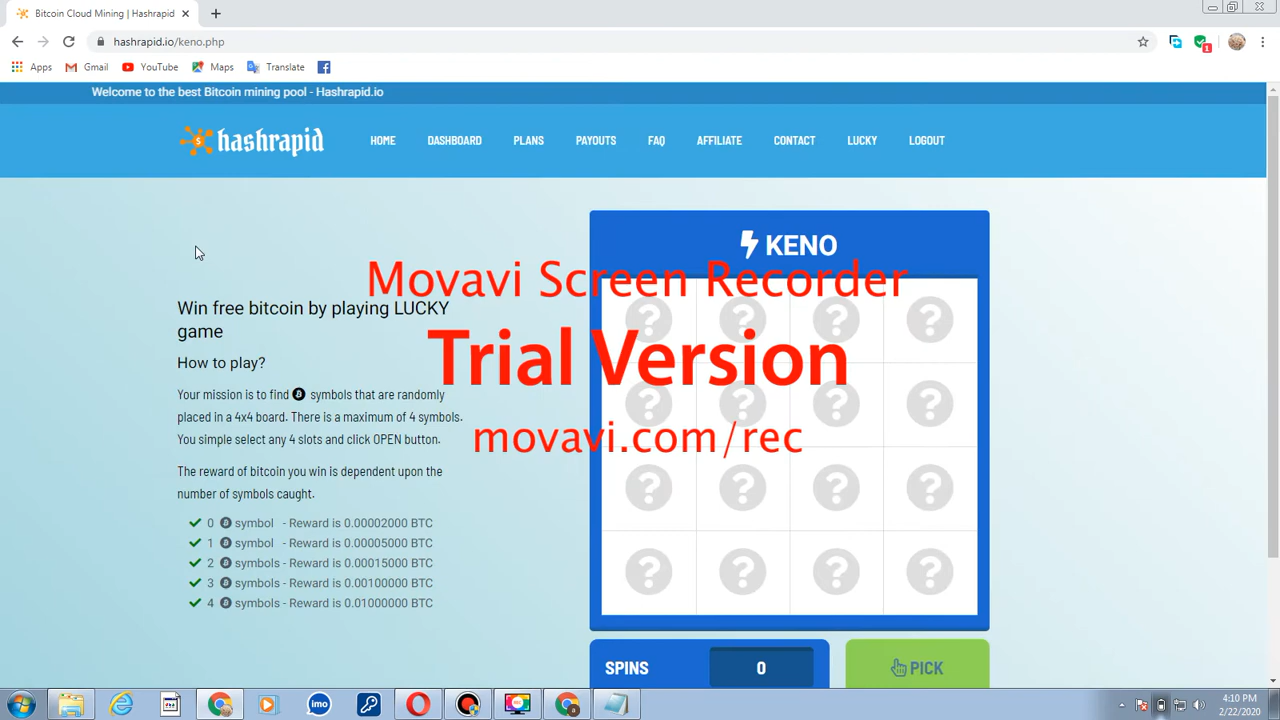 Bitcoin Cloud Mining | Hashrapid
hashrapid.io/keno.php
Apps Gmail YouTube Maps Translate
Welcome to the best Bitcoin mining pool - Hashrapid.io
hashrapid HOME DASHBOARD PLANS PAYOUTS FAQ AFFILIATE CONTACT LUCKY LOGOUT
KENO
Movavi Screen Recorder
Trial Version
movavi.com/rec
Win free bitcoin by playing LUCKY
game
How to play?
Your mission is to find symbols that are randomly
placed in a 4x4 board. There is a maximum of 4 symbols.
You simple select any 4 slots and click OPEN button.
The reward of bitcoin you win is dependent upon the
number of symbols caught.
0 symbol - Reward is 0.00002000 BTC
1 symbol - Reward is 0.00005000 BTC
2 symbols - Reward is 0.00015000 BTC
3 symbols - Reward is 0.00100000 BTC
4 symbols - Reward is 0.01000000 BTC
SPINS 0 PICK
imo
4:10 PM
2/22/2020